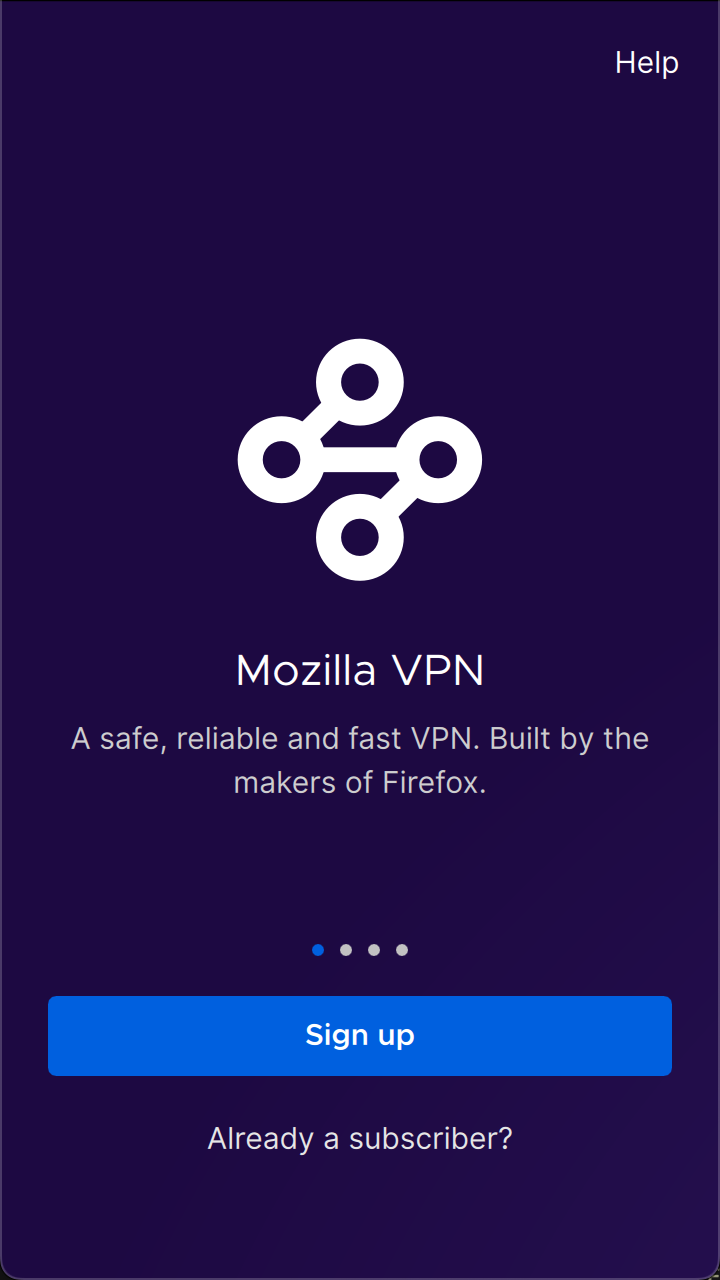 Help
Mozilla VPN
A safe, reliable and fast VPN. Built by the
makers of Firefox.
Sign up
Already a subscriber?